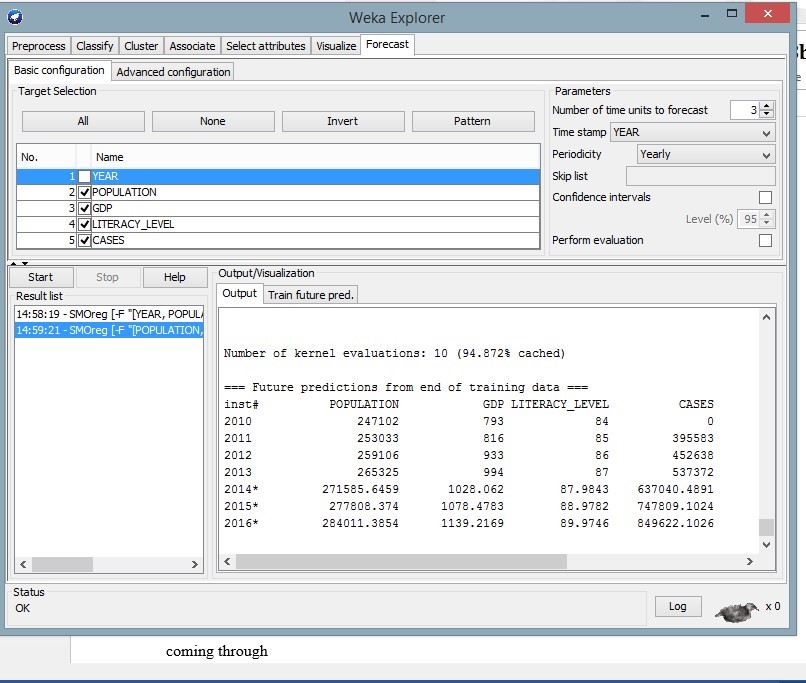 Weka Explorer
Preprocess Classify Cluster Associate Select attributes Visualize Forecast
Basic configuration Advanced configuration
Target Selection
All None Invert Pattern
No. Name
1 YEAR
2 POPULATION
3 GDP
4 LITERACY_LEVEL
5 CASES
Parameters
Number of time units to forecast 3
Time stamp YEAR
Periodicity Yearly
Skip list
Confidence intervals
Level (%) 95
Perform evaluation
Start Stop Help
Result list
14:58:19 - SMOreg [-F "[YEAR, POPUL
14:59:21 - SMOreg [-F "[POPULATION,
Output/Visualization
Output Train future pred.
Number of kernel evaluations: 10 (94.872% cached)
=== Future predictions from end of training data ===
inst# POPULATION GDP LITERACY_LEVEL CASES
2010 247102 793 84 0
2011 253033 816 85 395583
2012 259106 933 86 452638
2013 265325 994 87 537372
2014* 271585.6459 1028.062 87.9843 637040.4891
2015* 277808.374 1078.4783 88.9782 747809.1024
2016* 284011.3854 1139.2169 89.9746 849622.1026
Status
OK
Log x 0
coming through